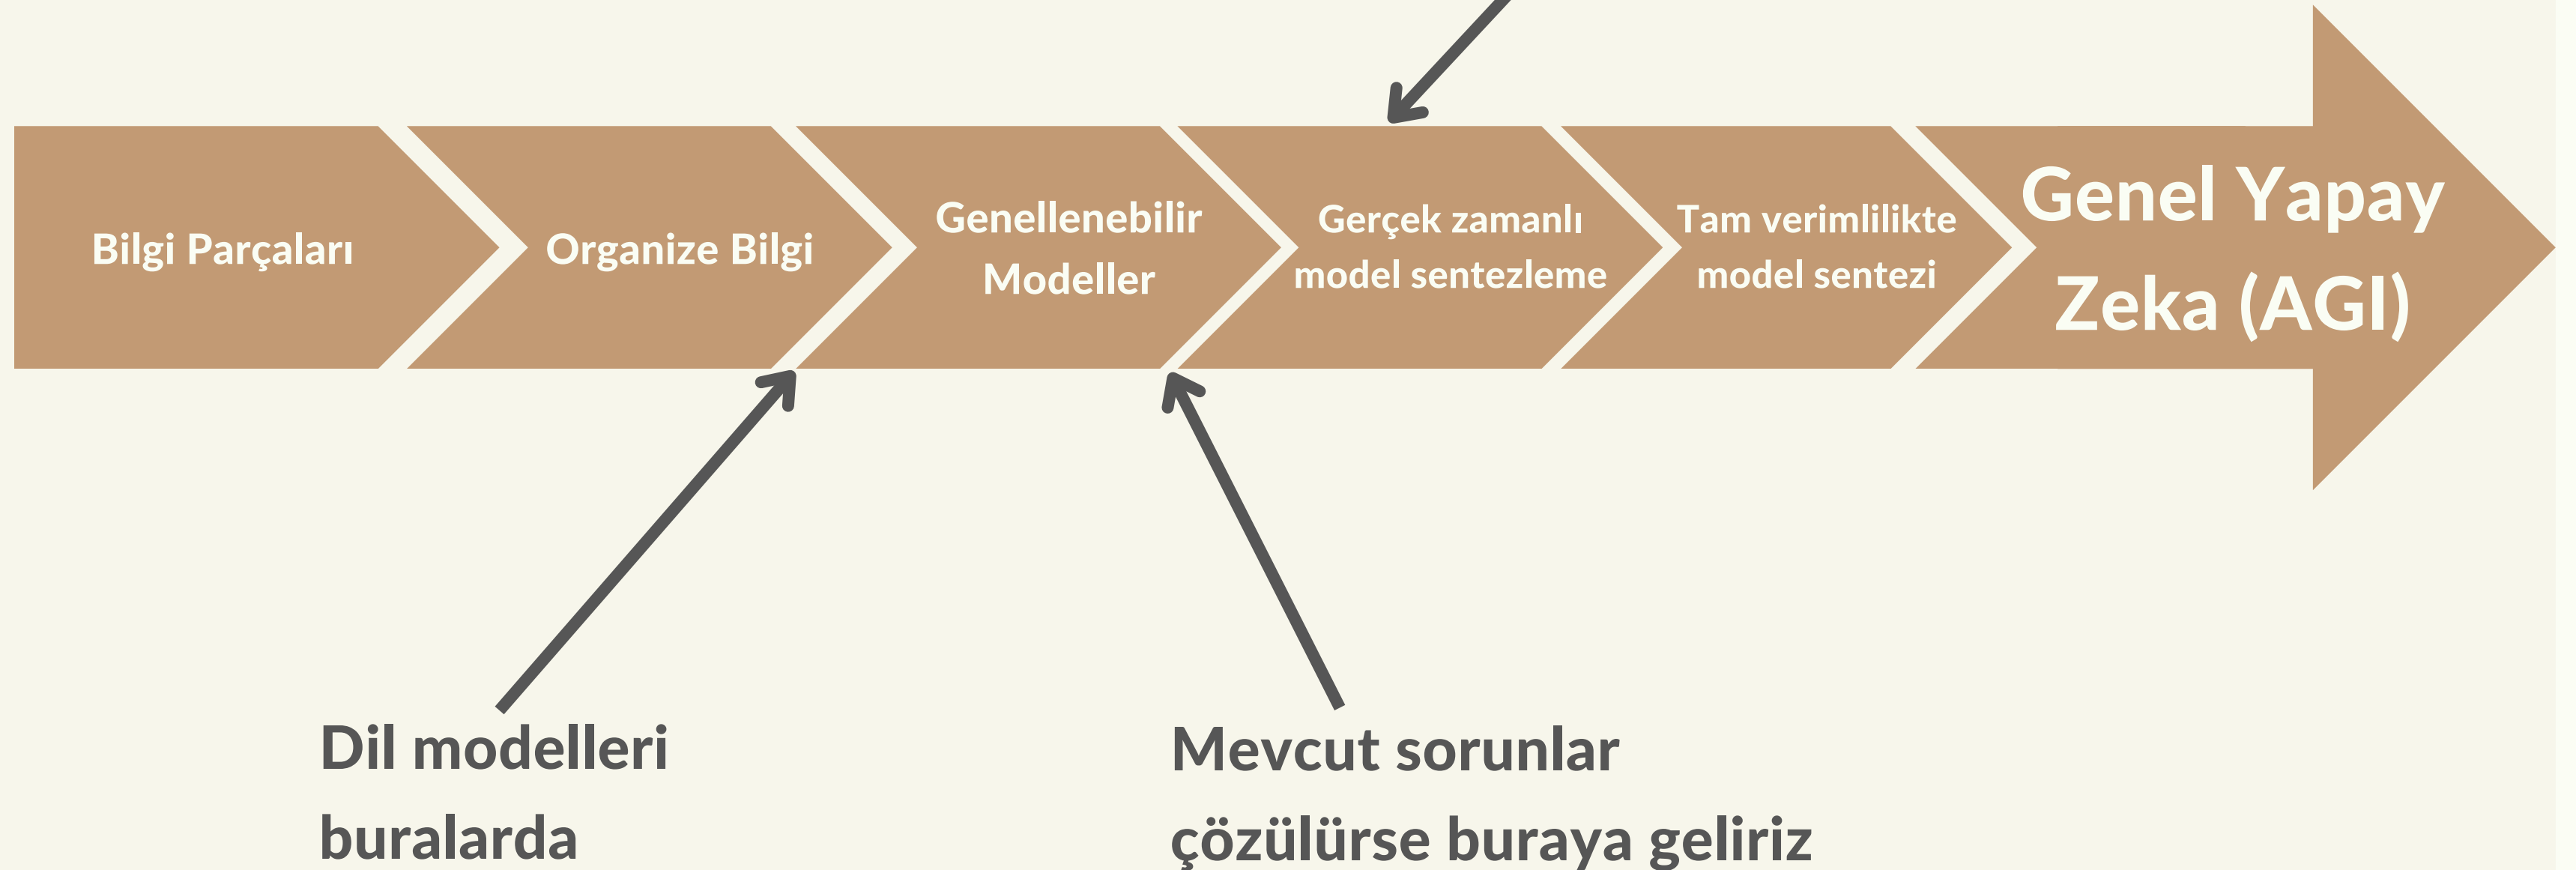 Bilgi Parçaları
Organize Bilgi
Genellenebilir
Modeller
Gerçek zamanlı
model sentezleme
Tam verimlilikte
model sentezi
Genel Yapay
Zeka (AGI)
Dil modelleri
buralarda
Mevcut sorunlar
çözülürse buraya geliriz